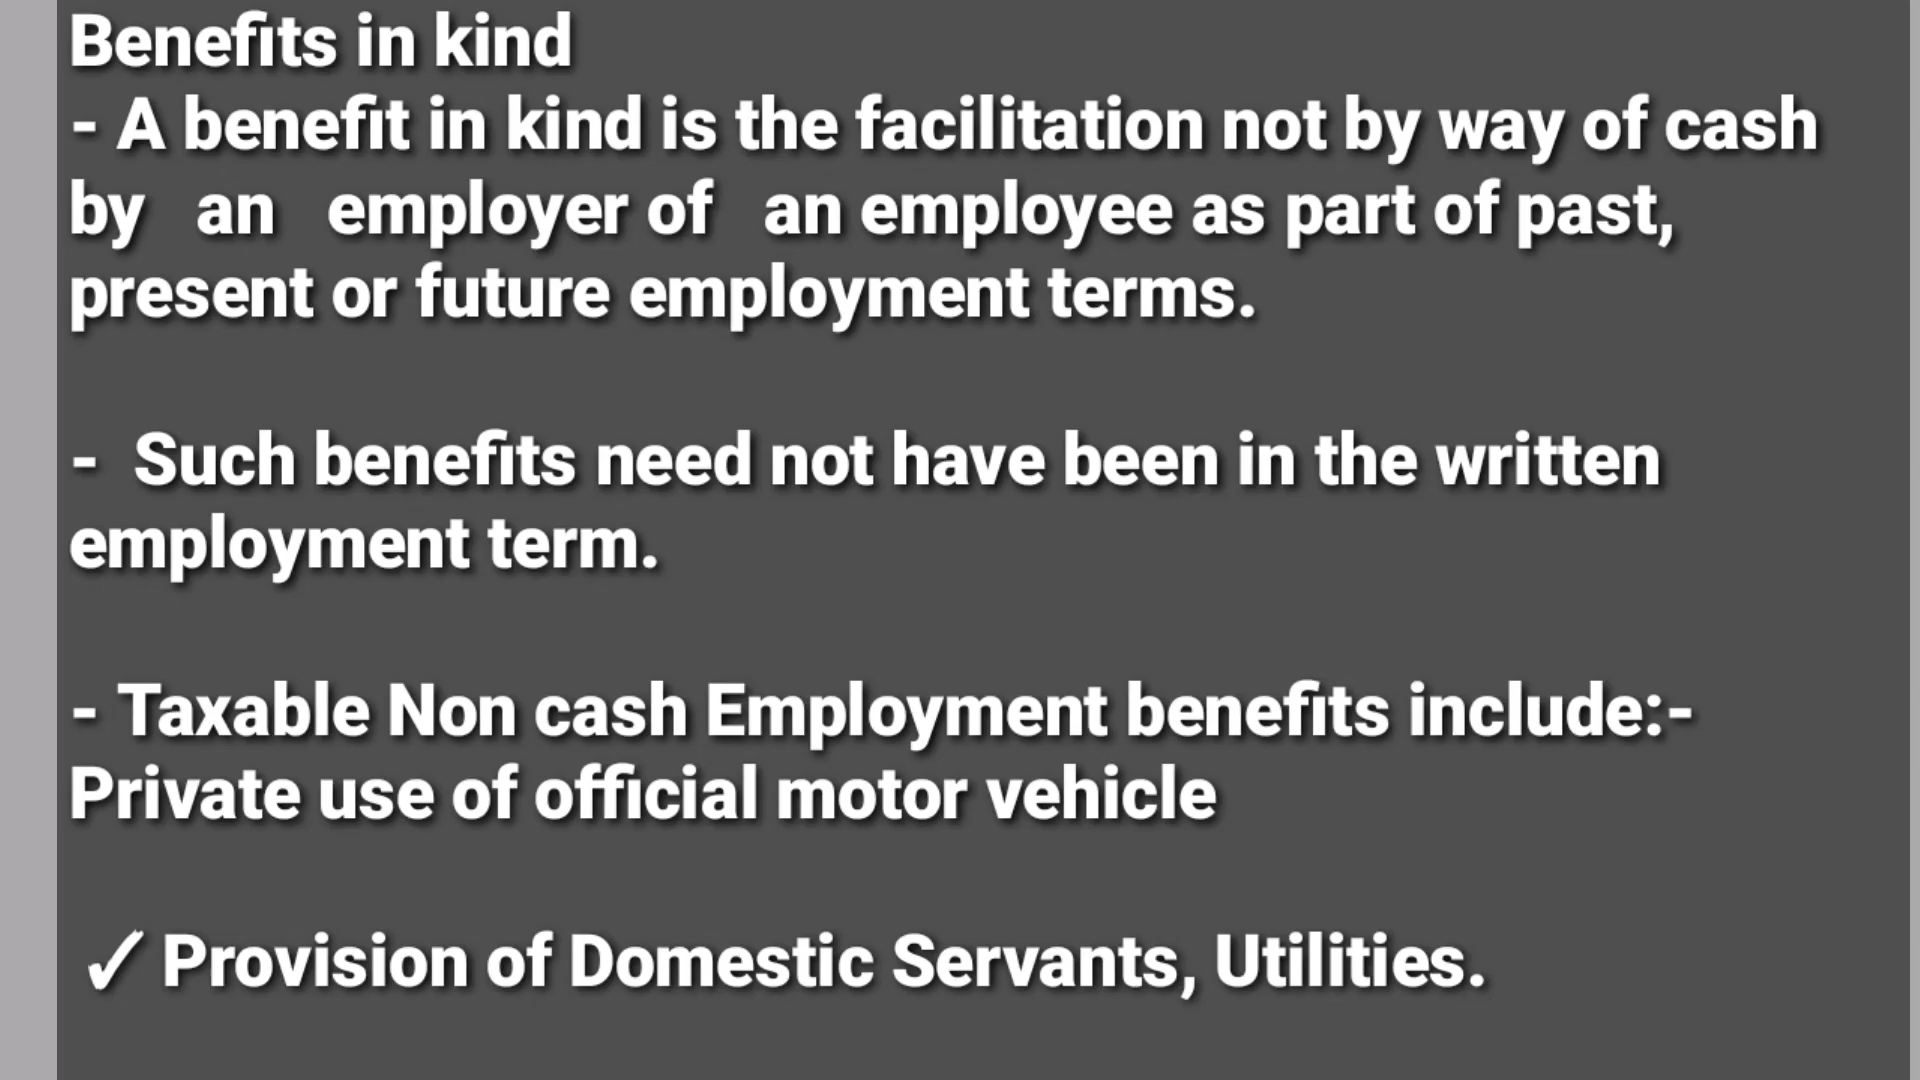 Benefits in kind
- A benefit in kind is the facilitation not by way of cash
by an employer of an employee as part of past,
present or future employment terms.
- Such benefits need not have been in the written
employment term.
- Taxable Non cash Employment benefits include:-
Private use of official motor vehicle
✓ Provision of Domestic Servants, Utilities.